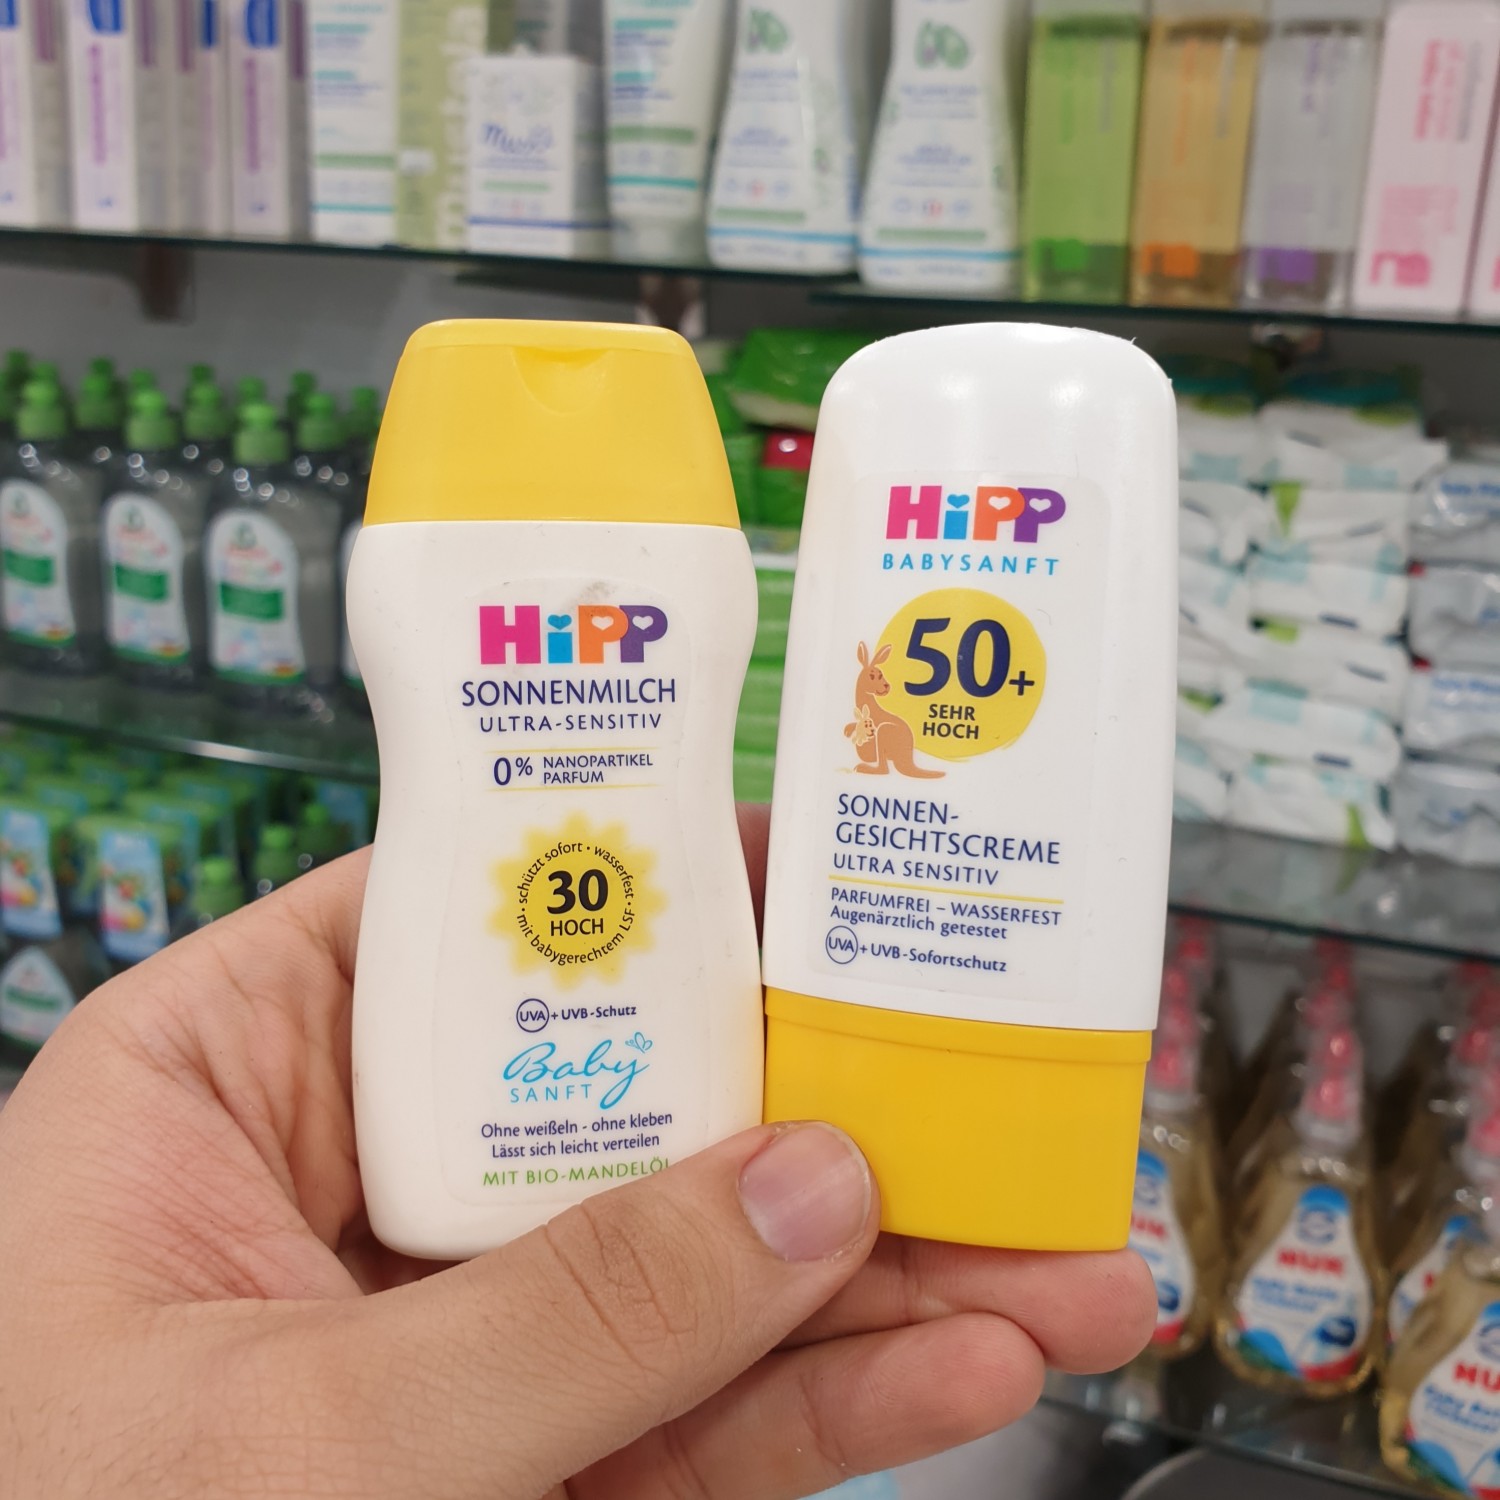 HiPP
SONNENMILCH
ULTRA-SENSITIV
0% NANOPARTIKEL
PARFUM
schützt sofort · wasserfest · mit babygerechtem LSF ·
30
HOCH
UVA + UVB-Schutz
Baby
SANFT
Ohne weißeln - ohne kleben
Lässt sich leicht verteilen
MIT BIO-MANDELÖL
HiPP
BABYSANFT
50+
SEHR
HOCH
SONNEN-
GESICHTSCREME
ULTRA SENSITIV
PARFUMFREI – WASSERFEST
Augenärztlich getestet
UVA + UVB-Sofortschutz
NUK
NUK